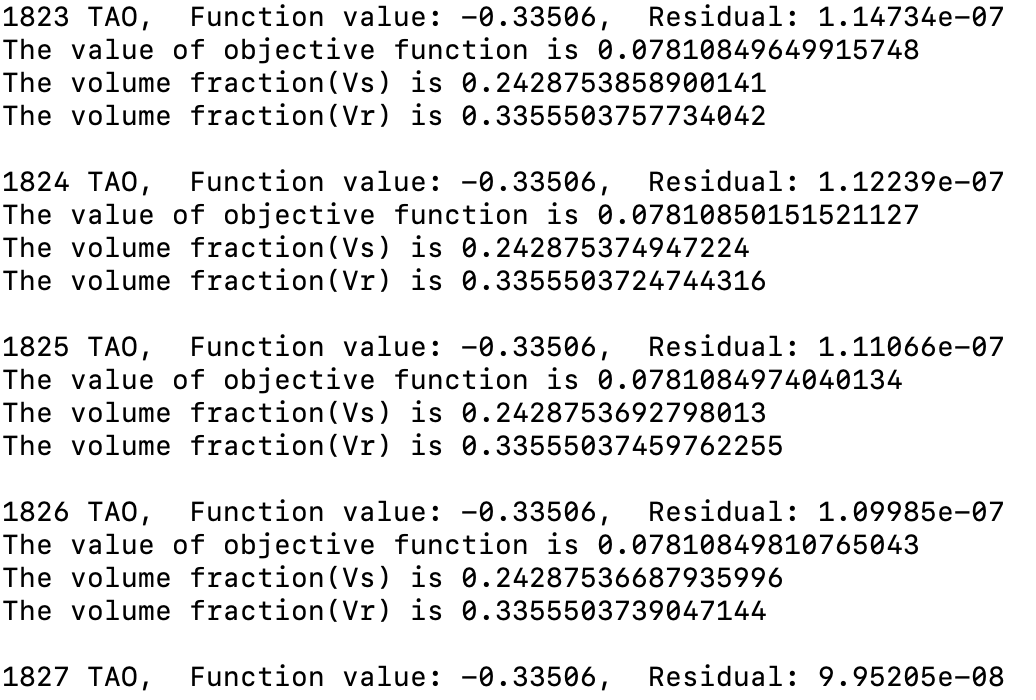 1823 TAO,  Function value: -0.33506,  Residual: 1.14734e-07
The value of objective function is 0.07810849649915748
The volume fraction(Vs) is 0.2428753858900141
The volume fraction(Vr) is 0.3355503757734042
1824 TAO,  Function value: -0.33506,  Residual: 1.12239e-07
The value of objective function is 0.07810850151521127
The volume fraction(Vs) is 0.242875374947224
The volume fraction(Vr) is 0.3355503724744316
1825 TAO,  Function value: -0.33506,  Residual: 1.11066e-07
The value of objective function is 0.0781084974040134
The volume fraction(Vs) is 0.2428753692798013
The volume fraction(Vr) is 0.33555037459762255
1826 TAO,  Function value: -0.33506,  Residual: 1.09985e-07
The value of objective function is 0.07810849810765043
The volume fraction(Vs) is 0.24287536687935996
The volume fraction(Vr) is 0.3355503739047144
1827 TAO,  Function value: -0.33506,  Residual: 9.95205e-08